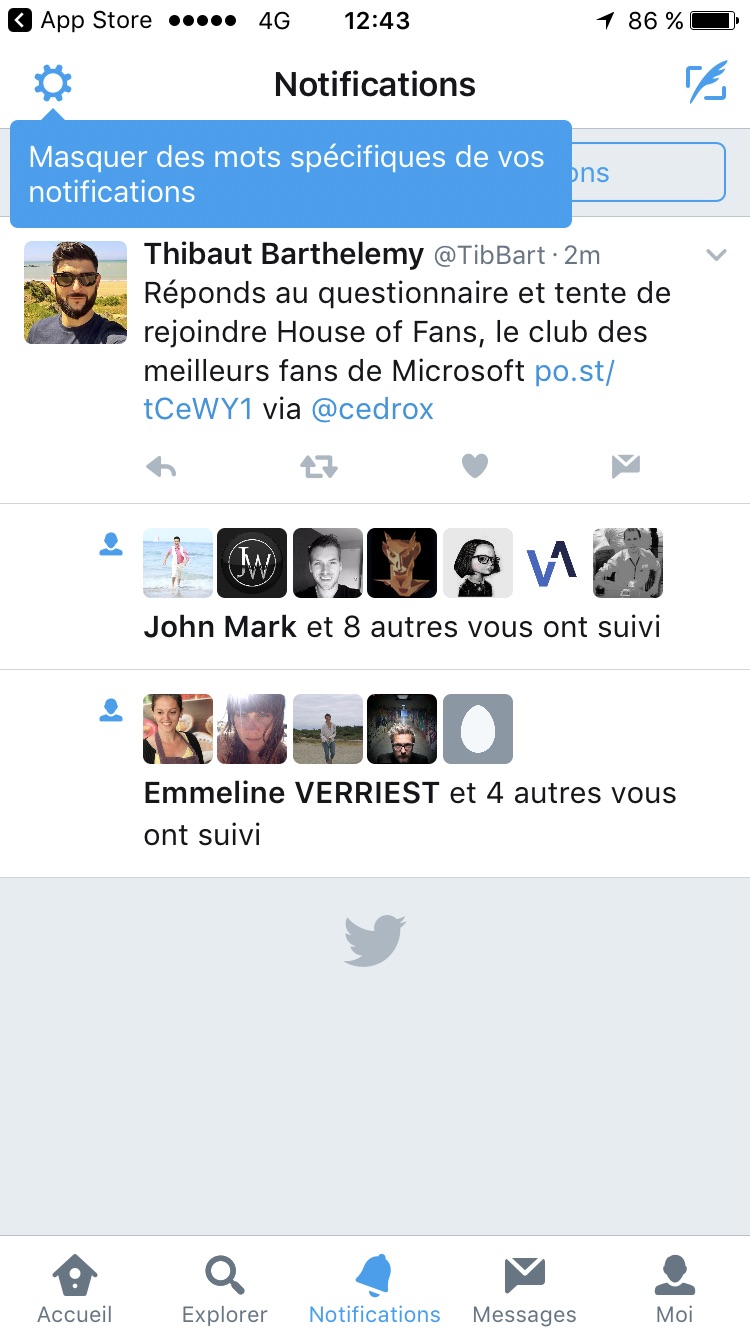 App Store 4G 12:43 86 %
Notifications
Masquer des mots spécifiques de vos
notifications
ons
Thibaut Barthelemy @TibBart · 2m
Réponds au questionnaire et tente de
rejoindre House of Fans, le club des
meilleurs fans de Microsoft po.st/
tCeWY1 via @cedrox
JW
VA
John Mark et 8 autres vous ont suivi
Emmeline VERRIEST et 4 autres vous
ont suivi
Accueil Explorer Notifications Messages Moi